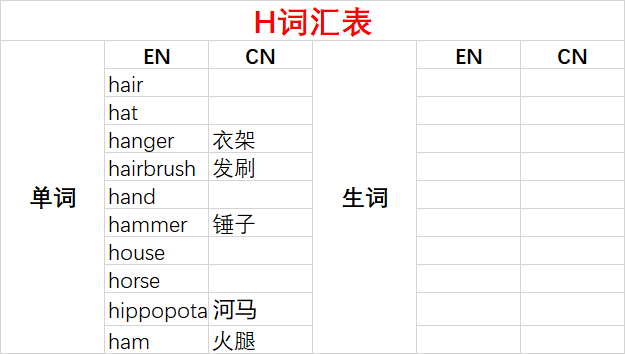 H词汇表
EN CN EN CN
hair
hat
hanger 衣架
hairbrush 发刷
hand
单词 生词
hammer 锤子
house
horse
hippopota 河马
ham 火腿